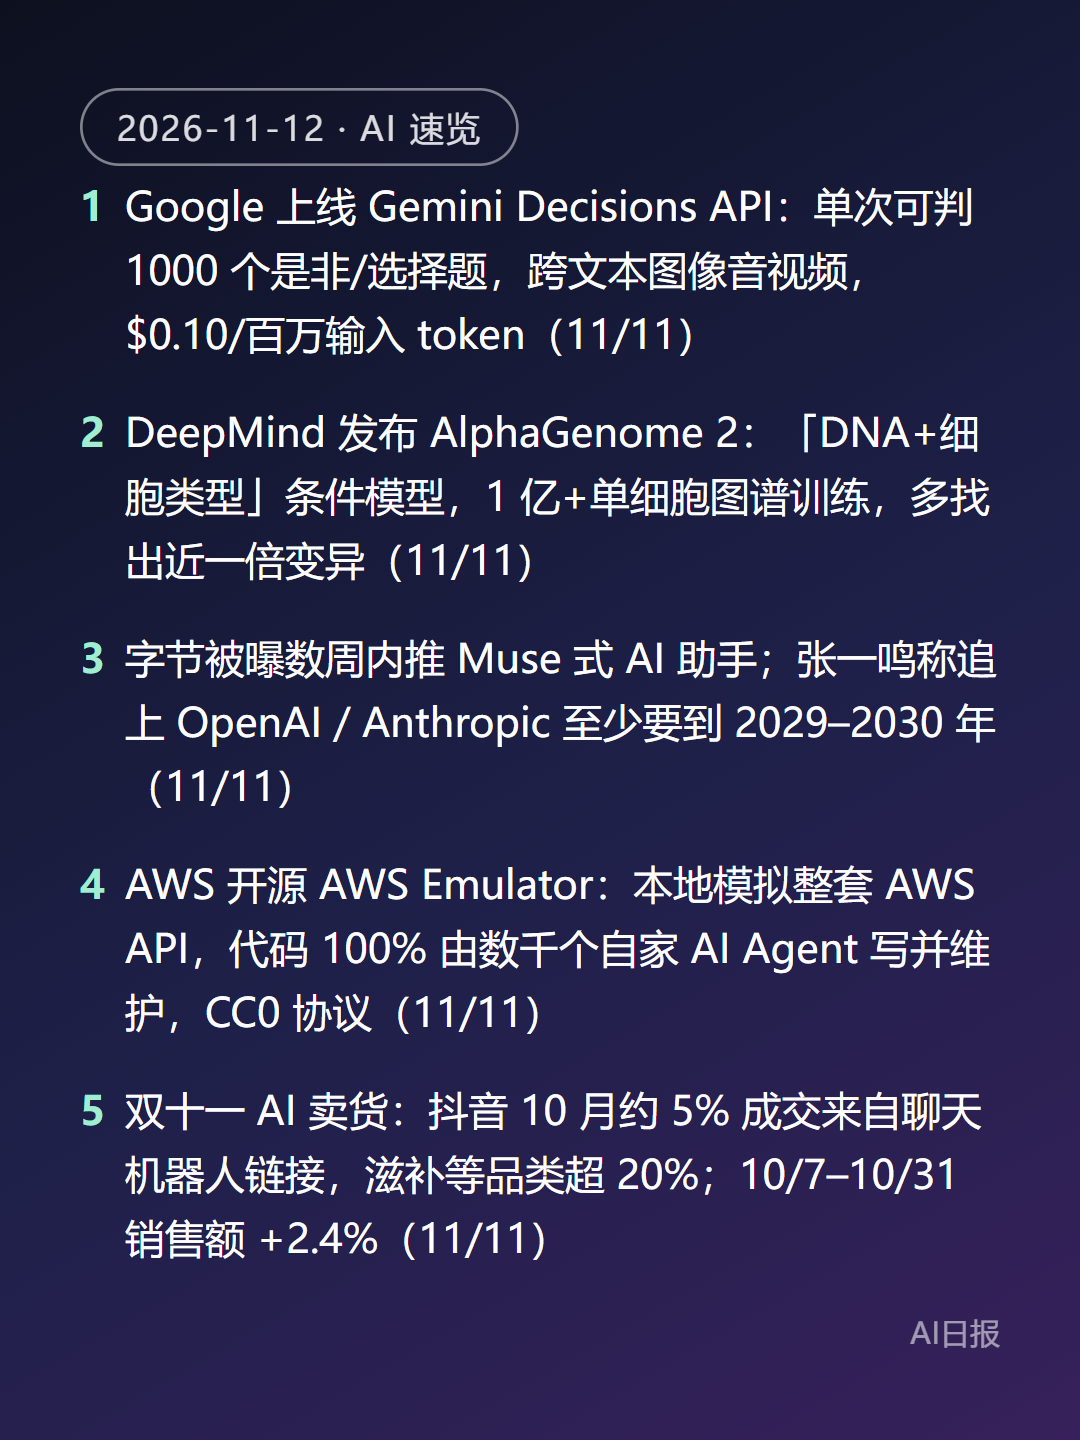 2026-11-12 · AI 速览
1 Google 上线 Gemini Decisions API：单次可判
1000 个是非/选择题，跨文本图像音视频，
$0.10/百万输入 token（11/11）
2 DeepMind 发布 AlphaGenome 2：「DNA+细
胞类型」条件模型，1 亿+单细胞图谱训练，多找
出近一倍变异（11/11）
3 字节被曝数周内推 Muse 式 AI 助手；张一鸣称追
上 OpenAI / Anthropic 至少要到 2029–2030 年
（11/11）
4 AWS 开源 AWS Emulator：本地模拟整套 AWS
API，代码 100% 由数千个自家 AI Agent 写并维
护，CC0 协议（11/11）
5 双十一 AI 卖货：抖音 10 月约 5% 成交来自聊天
机器人链接，滋补等品类超 20%；10/7–10/31
销售额 +2.4%（11/11）
AI日报